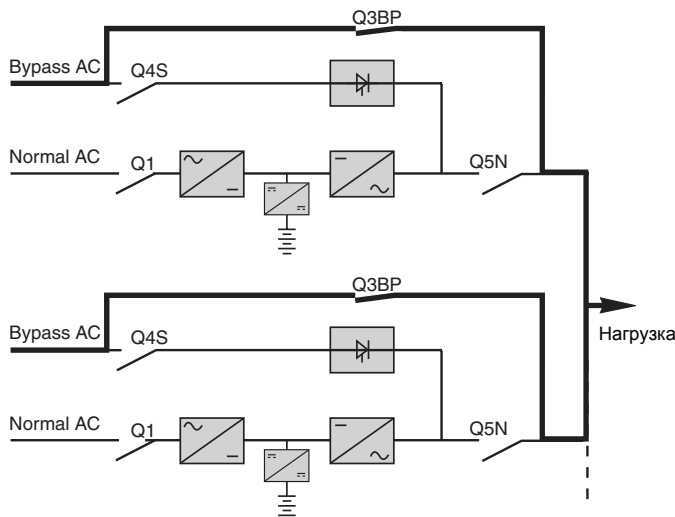 Q3BP
Bypass AC
Q4S
Normal AC
Q1
Q5N
Q3BP
Bypass AC
Q4S
Нагрузка
Normal AC
Q1
Q5N